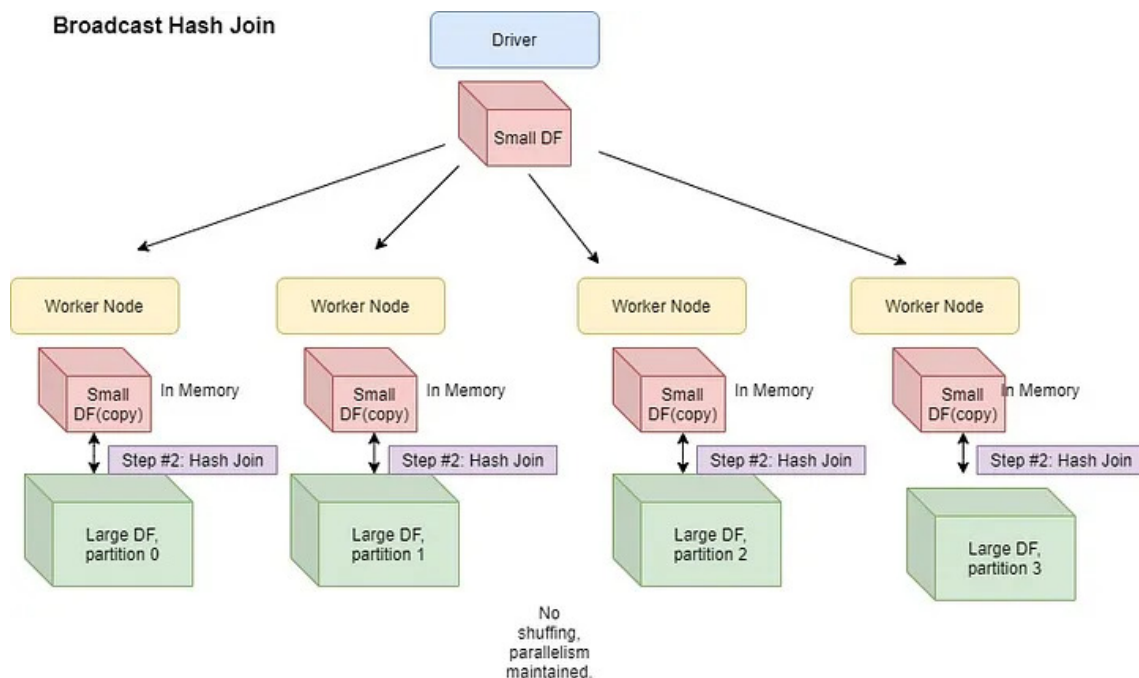 Broadcast Hash Join
Driver
Small DF
Worker Node
Worker Node
Worker Node
Worker Node
Small
DF(copy)
In Memory
Small
DF(copy)
In Memory
Small
DF(copy)
In Memory
Small
DF(copy)
In Memory
Step #2: Hash Join
Step #2: Hash Join
Step #2: Hash Join
Step #2: Hash Join
Large DF,
partition 0
Large DF,
partition 1
Large DF,
partition 2
Large DF,
partition 3
No
shuffing,
parallelism
maintained.